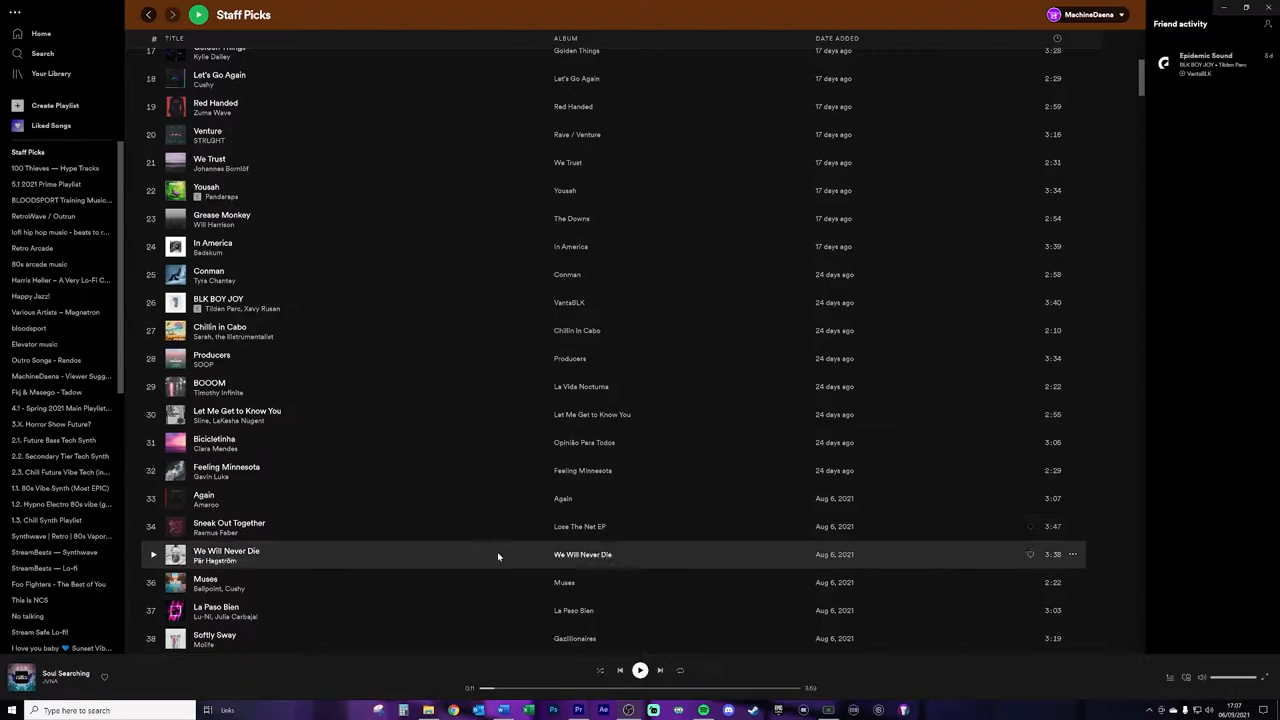 Staff Picks
MachineDaena
Friend activity
Home
Search
Your Library
Create Playlist
Liked Songs
Staff Picks
100 Thieves — Hype Tracks
5.1 2021 Prime Playlist
BLOODSPORT Training Music...
RetroWave / Outrun
lofi hip hop music - beats to r...
Retro Arcade
80s arcade music
Harris Heller – A Very Lo-Fi C...
Happy Jazz!
Various Artists – Magnatron
bloodsport
Elevator music
Outro Songs - Randos
MachineDaena - Viewer Sugg...
Fkj & Masego - Tadow
4.1 - Spring 2021 Main Playlist...
3.X. Horror Show Future?
2.1. Future Bass Tech Synth
2.2. Secondary Tier Tech Synth
2.3. Chill Future Vibe Tech (in...
1.1. 80s Vibe Synth (Most EPIC)
1.2. Hypno Electro 80s vibe (g...
1.3. Chill Synth Playlist
Synthwave | Retro | 80s Vapor...
StreamBeats — Synthwave
StreamBeats — Lo-fi
Foo Fighters - The Best of You
This Is NCS
No talking
Stream Safe Lo-fi!
I love you baby 💙 Sunset Vib...
# TITLE ALBUM DATE ADDED
17 Golden Things Golden Things 17 days ago 3:28
Kylie Dailey
18 Let's Go Again Let's Go Again 17 days ago 2:29
Cushy
19 Red Handed Red Handed 17 days ago 2:59
Zuma Wave
20 Venture Rave / Venture 17 days ago 3:16
STRLGHT
21 We Trust We Trust 17 days ago 2:31
Johannes Bornlöf
22 Yousah Yousah 17 days ago 3:34
E Pandaraps
23 Grease Monkey The Downs 17 days ago 2:54
Will Harrison
24 In America In America 17 days ago 3:39
Badskum
25 Conman Conman 24 days ago 2:58
Tyra Chantey
26 BLK BOY JOY VantaBLK 24 days ago 3:40
E Tilden Parc, Xavy Rusan
27 Chillin in Cabo Chillin In Cabo 24 days ago 2:10
Sarah, the Illstrumentalist
28 Producers Producers 24 days ago 3:34
SOOP
29 BOOOM La Vida Nocturna 24 days ago 2:22
Timothy Infinite
30 Let Me Get to Know You Let Me Get to Know You 24 days ago 2:55
Sline, LaKesha Nugent
31 Bicicletinha Opinião Para Todos 24 days ago 3:05
Clara Mendes
32 Feeling Minnesota Feeling Minnesota 24 days ago 2:29
Gavin Luke
33 Again Again Aug 6, 2021 3:07
Amaroo
34 Sneak Out Together Lose The Net EP Aug 6, 2021 3:47
Rasmus Faber
We Will Never Die We Will Never Die Aug 6, 2021 3:38
Pär Hagström
36 Muses Muses Aug 6, 2021 2:22
Ballpoint, Cushy
37 La Paso Bien La Paso Bien Aug 6, 2021 3:03
Lu-Ni, Julia Carbajal
38 Softly Sway Gazillionaires Aug 6, 2021 3:19
Molife
Epidemic Sound 3 d
BLK BOY JOY • Tilden Parc
VantaBLK
Soul Searching
JVNA
0:11 3:59
Type here to search
Links
17:07
06/09/2021